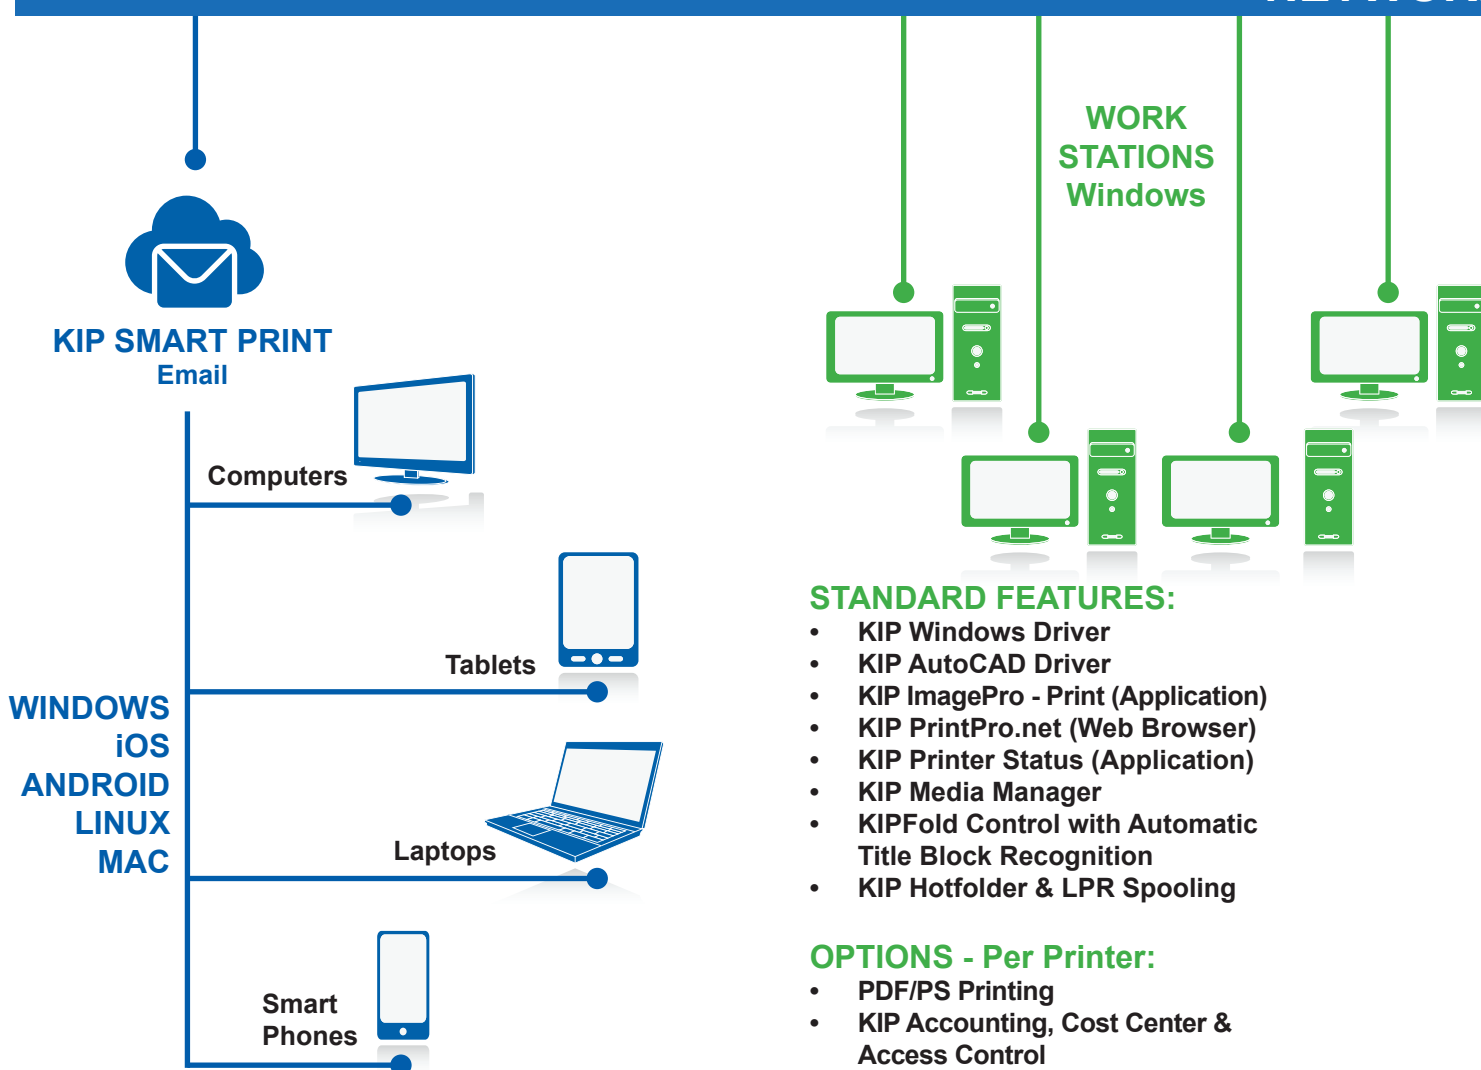 KIP SMART PRINT
Email
Computers
Tablets
WINDOWS
iOS
ANDROID
LINUX
MAC
Laptops
Smart
Phones
WORK
STATIONS
Windows
STANDARD FEATURES:
• KIP Windows Driver
• KIP AutoCAD Driver
• KIP ImagePro - Print (Application)
• KIP PrintPro.net (Web Browser)
• KIP Printer Status (Application)
• KIP Media Manager
• KIPFold Control with Automatic
Title Block Recognition
• KIP Hotfolder & LPR Spooling
OPTIONS - Per Printer:
• PDF/PS Printing
• KIP Accounting, Cost Center &
Access Control